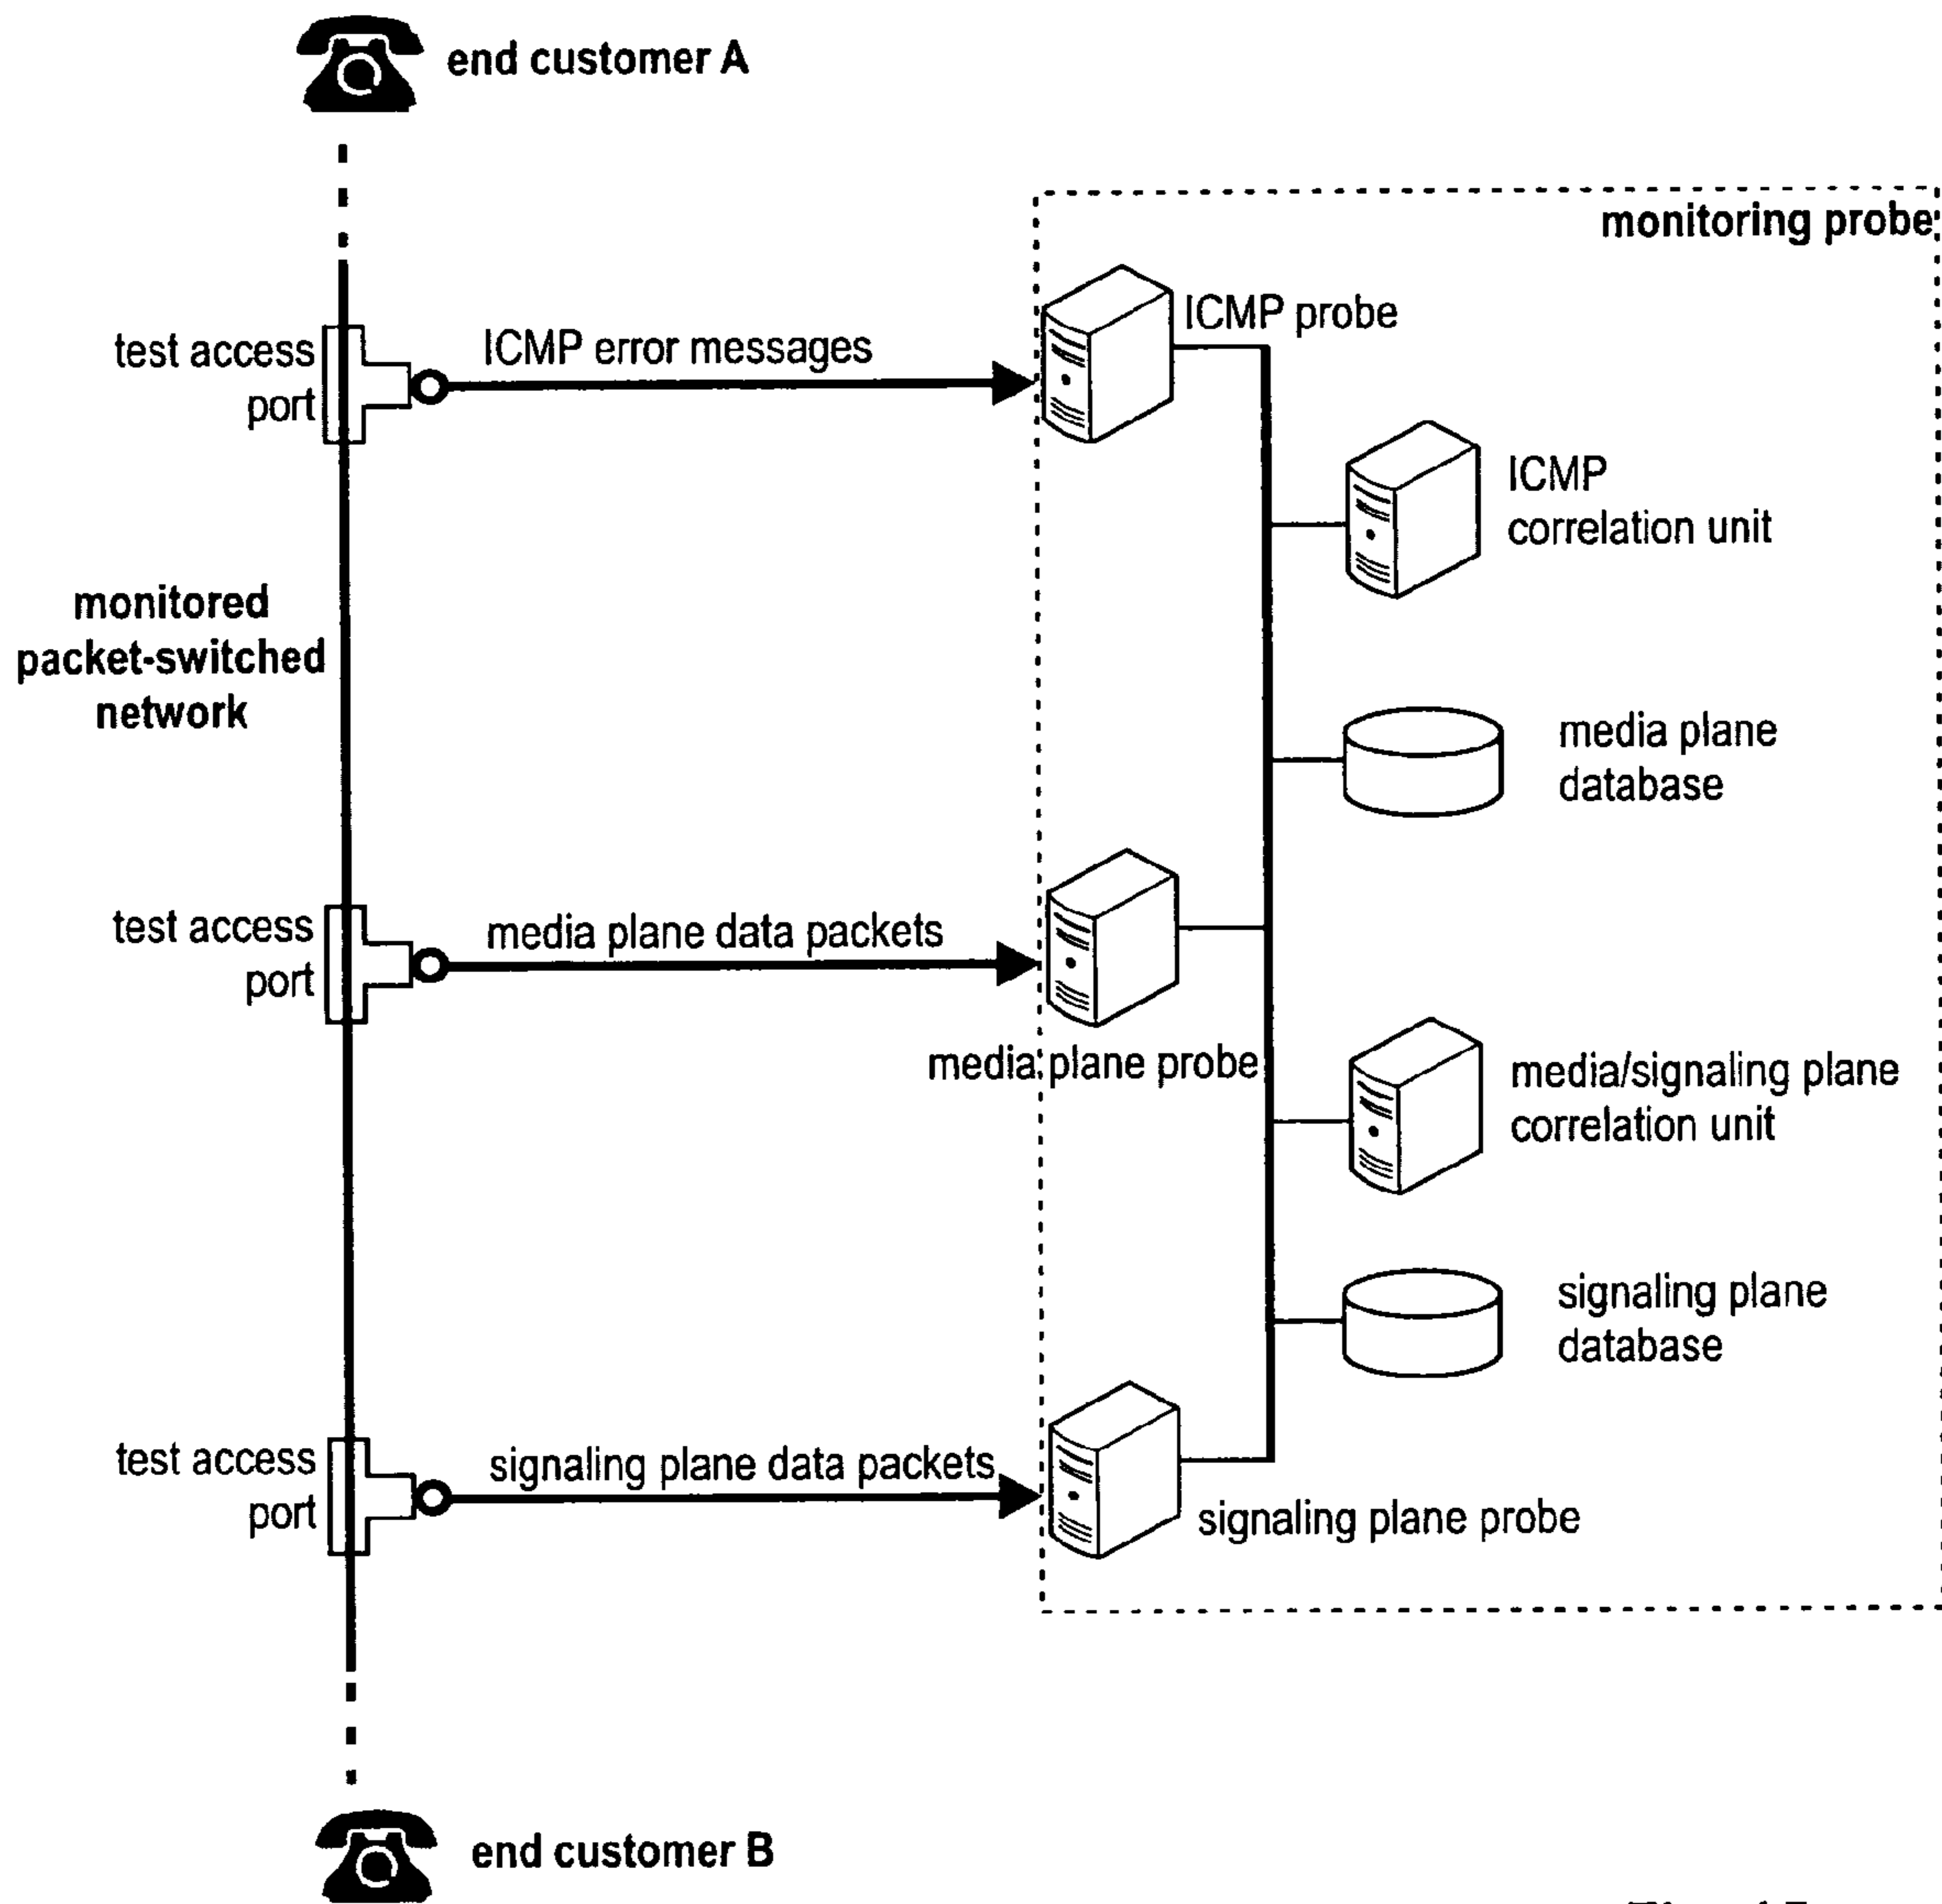 end customer A
monitoring probe
ICMP probe
test access
port
ICMP error messages
ICMP
correlation unit
monitored
packet-switched
network
media plane
database
test access
port
media plane data packets
media plane probe
media/signaling plane
correlation unit
signaling plane
database
test access
port
signaling plane data packets
signaling plane probe
end customer B